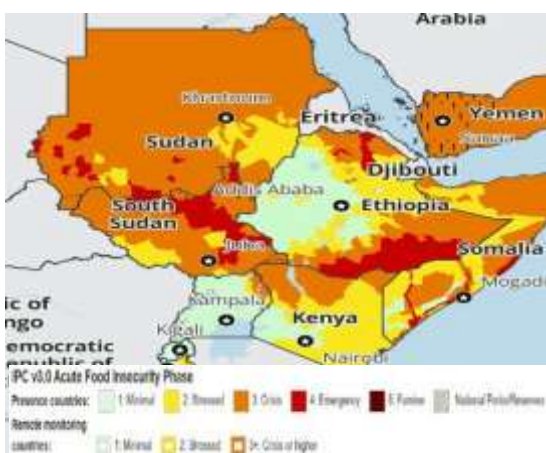 Arabia
Khartoum
Eritrea
Yemen
Sanaa
Sudan
Djibouti
Addis Ababa
South
Sudan
Ethiopia
Somalia
Juba
Mogadi
ic of
ngo
Kampala
Kenya
Kigali
emocratic
epublic of
Nairobi
IPC v3.0 Acute Food Insecurity Phase
Presence countries: 1: Minimal 2: Stressed 3: Crisis 4: Emergency 5: Famine National Parks/Reserves
Remote monitoring
countries: 1: Minimal 2: Stressed 3+: Crisis or higher